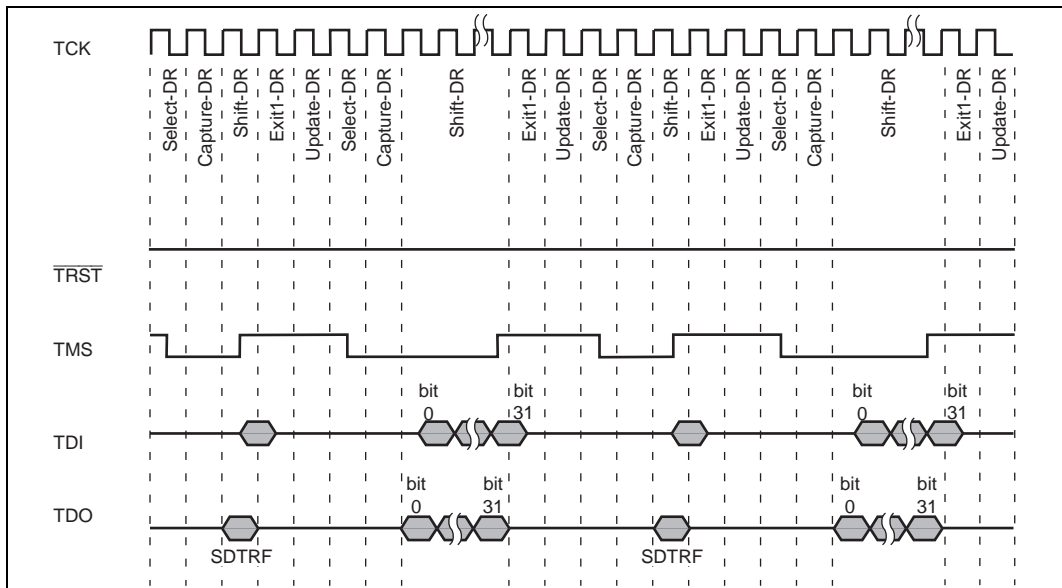 TCK
Select-DR
Capture-DR
Shift-DR
Exit1-DR
Update-DR
Select-DR
Capture-DR
Shift-DR
Exit1-DR
Update-DR
Select-DR
Capture-DR
Shift-DR
Exit1-DR
Update-DR
Select-DR
Capture-DR
Shift-DR
Exit1-DR
Update-DR
TRST
TMS
TDI
bit 0
bit 31
bit 0
bit 31
TDO
bit 0
bit 31
bit 0
bit 31
SDTRF
SDTRF